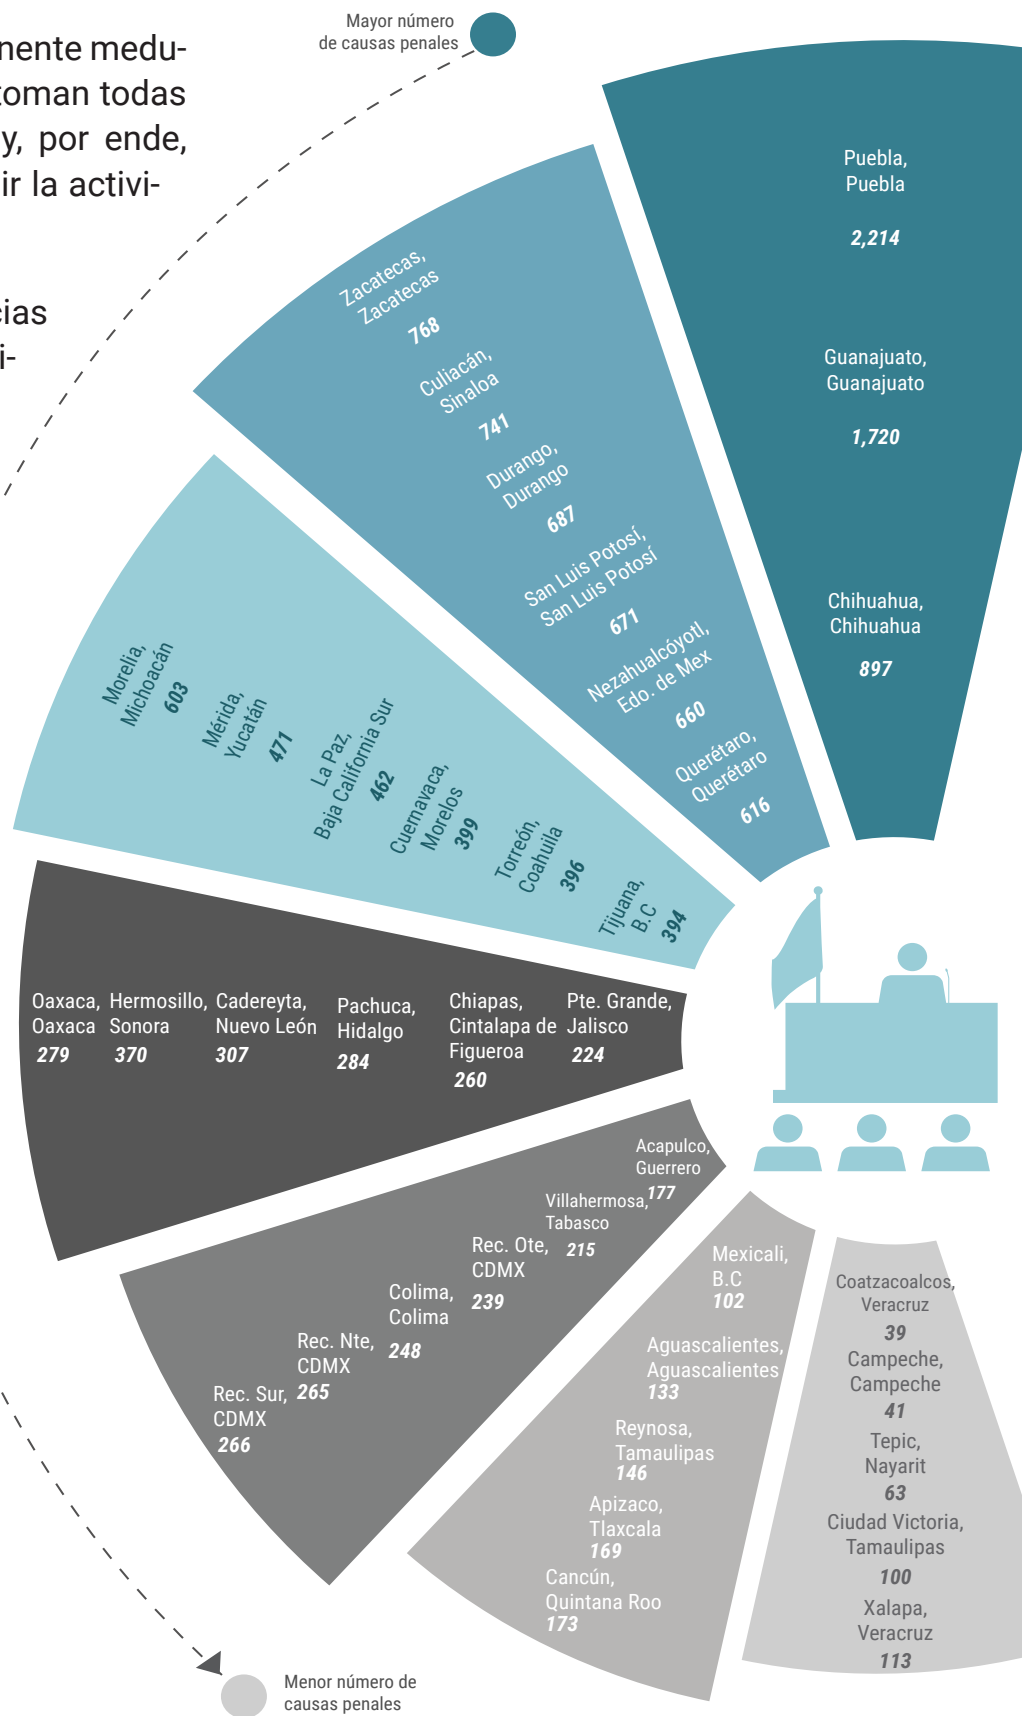 Mayor número
de causas penales
nente medu-
toman todas
y, por ende,
ir la activi-
cias
i-
Puebla,
Puebla
2,214
Guanajuato,
Guanajuato
1,720
Chihuahua,
Chihuahua
897
Zacatecas,
Zacatecas
768
Culiacán,
Sinaloa
741
Durango,
Durango
687
San Luis Potosí,
San Luis Potosí
671
Nezahualcóyotl,
Edo. de Mex
660
Querétaro,
Querétaro
616
Morelia,
Michoacán
603
Mérida,
Yucatán
471
La Paz,
Baja California Sur
462
Cuernavaca,
Morelos
399
Torreón,
Coahuila
396
Tijuana,
B.C
394
Oaxaca,
Oaxaca
279
Hermosillo,
Sonora
370
Cadereyta,
Nuevo León
307
Pachuca,
Hidalgo
284
Chiapas,
Cintalapa de
Figueroa
260
Pte. Grande,
Jalisco
224
Acapulco,
Guerrero
177
Villahermosa,
Tabasco
215
Rec. Ote,
CDMX
239
Colima,
Colima
248
Rec. Nte,
CDMX
265
Rec. Sur,
CDMX
266
Mexicali,
B.C
102
Aguascalientes,
Aguascalientes
133
Reynosa,
Tamaulipas
146
Apizaco,
Tlaxcala
169
Cancún,
Quintana Roo
173
Coatzacoalcos,
Veracruz
39
Campeche,
Campeche
41
Tepic,
Nayarit
63
Ciudad Victoria,
Tamaulipas
100
Xalapa,
Veracruz
113
Menor número de
causas penales